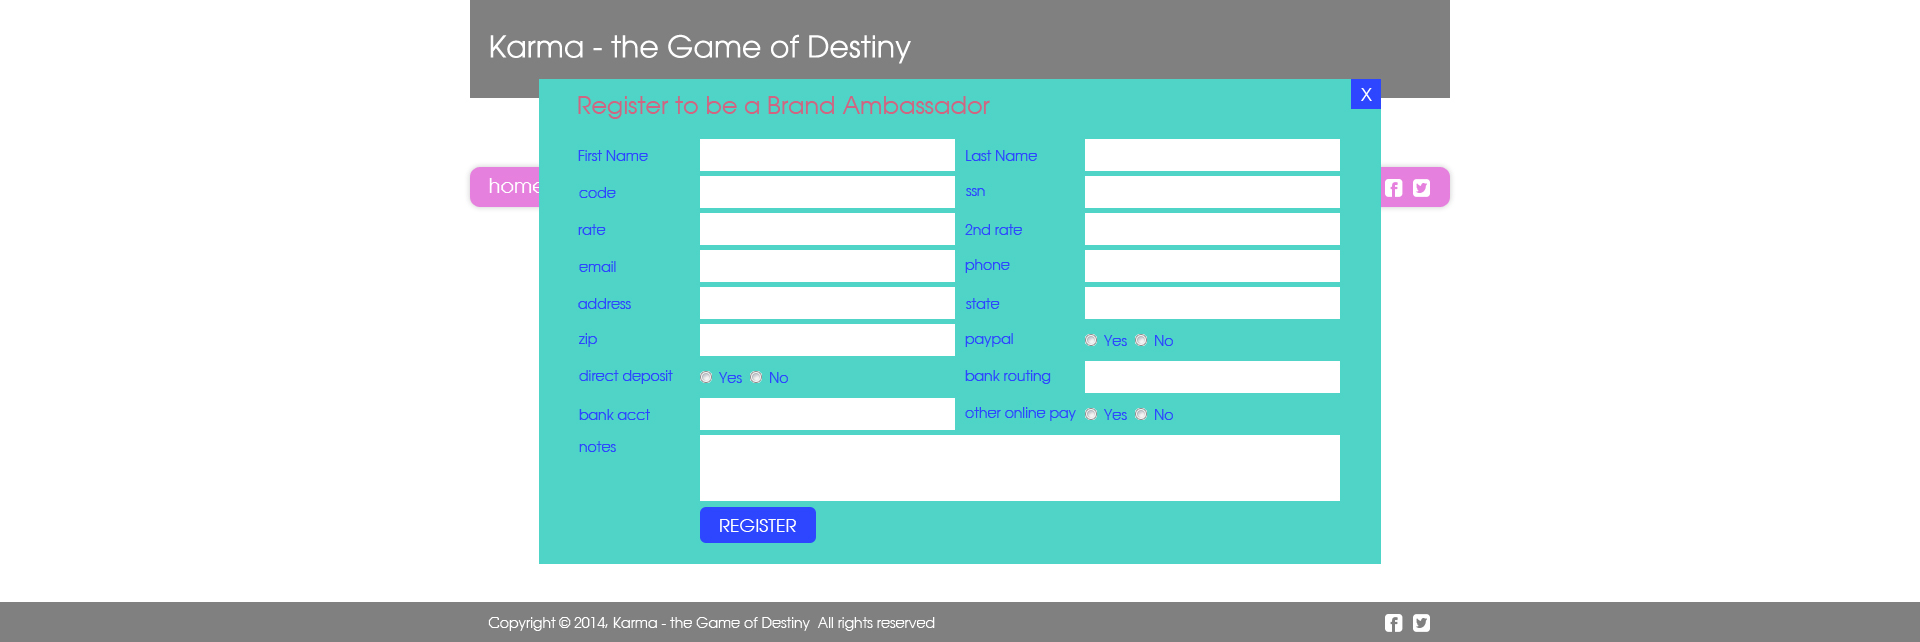 Karma - the Game of Destiny
Register to be a Brand Ambassador
X
home
First Name
Last Name
code
ssn
rate
2nd rate
email
phone
address
state
zip
paypal Yes No
direct deposit Yes No
bank routing
bank acct
other online pay Yes No
notes
REGISTER
Copyright © 2014, Karma - the Game of Destiny All rights reserved